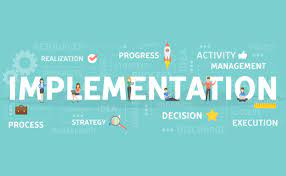 PROGRESS
ACTIVITY
REALIZATION
MANAGEMENT
IMPLEMENTATION
PROCESS
STRATEGY
DECISION
EXECUTION